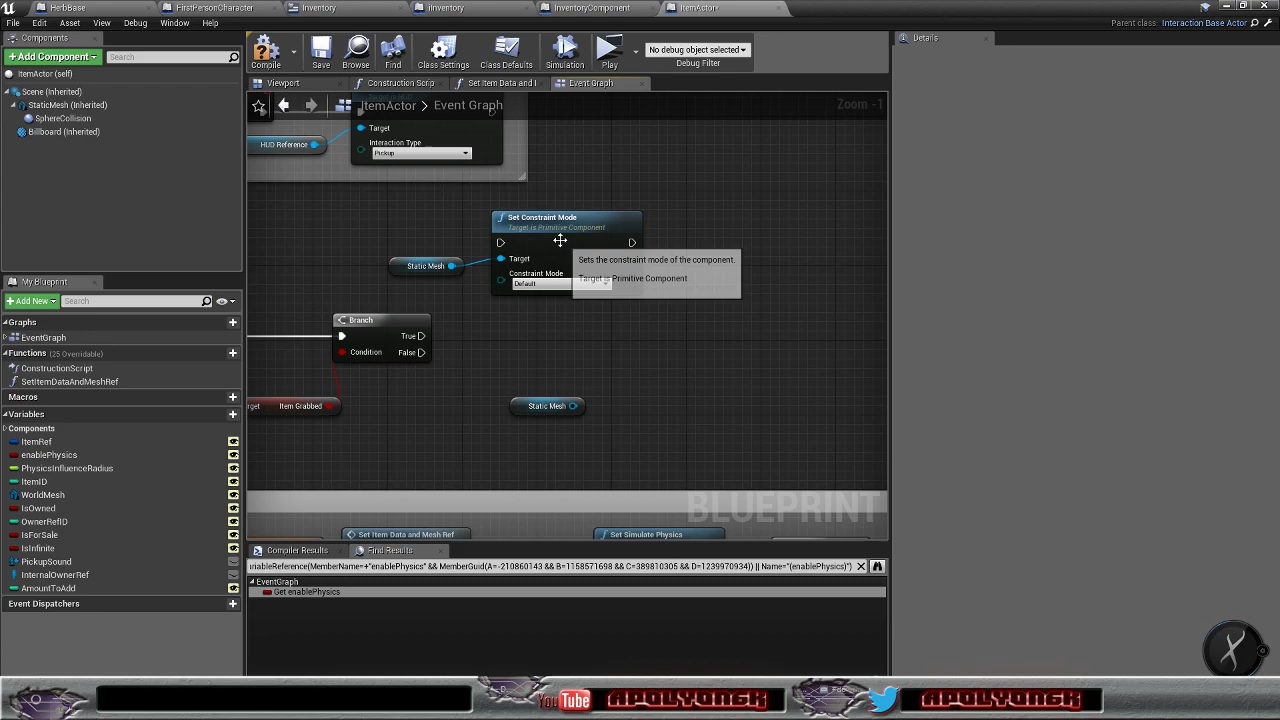 HerbBase
FirstPersonCharacter
Inventory
iInventory
InventoryComponent
ItemActor*
File Edit Asset View Debug Window Help
Parent class: Interaction Base Actor
Components
+Add Component
Search
ItemActor (self)
Scene (Inherited)
StaticMesh (Inherited)
SphereCollision
Billboard (Inherited)
Compile
Save
Browse
Find
Class Settings
Class Defaults
Simulation
Play
No debug object selected
Debug Filter
Details
Viewport
Construction Scrip
Set Item Data and I
Event Graph
ItemActor > Event Graph
Zoom -1
HUD Reference
Target
Interaction Type
Pickup
Set Constraint Mode
Target is Primitive Component
Static Mesh
Target
Constraint Mode
Default
Sets the constraint mode of the component.
Target is Primitive Component
Branch
True
Condition
False
rget
Item Grabbed
Static Mesh
BLUEPRINT
Set Item Data and Mesh Ref
Set Simulate Physics
My Blueprint
+Add New
Search
Graphs
EventGraph
Functions (25 Overridable)
ConstructionScript
SetItemDataAndMeshRef
Macros
Variables
Components
ItemRef
enablePhysics
PhysicsInfluenceRadius
ItemID
WorldMesh
IsOwned
OwnerRefID
IsForSale
IsInfinite
PickupSound
InternalOwnerRef
AmountToAdd
Event Dispatchers
Compiler Results
Find Results
riableReference(MemberName=+"enablePhysics" && MemberGuid(A=-210860143 && B=1158571698 && C=389810305 && D=1239970934)) || Name="(enablePhysics)")
EventGraph
Get enablePhysics
YouTube
APOLYONGK
APOLYONGK